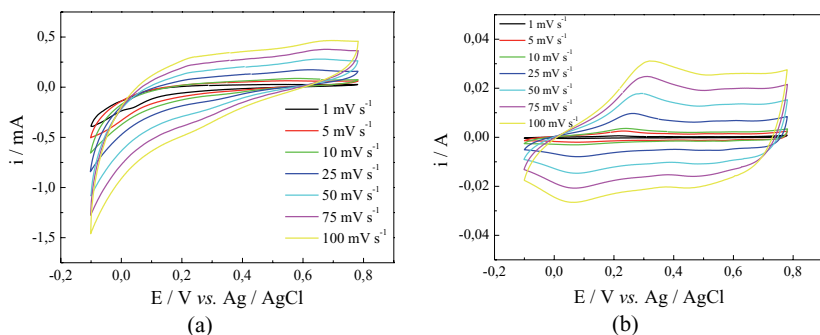 0,5
0,0
-0,5
-1,0
-1,5
i / mA
1 mV s⁻¹
5 mV s⁻¹
10 mV s⁻¹
25 mV s⁻¹
50 mV s⁻¹
75 mV s⁻¹
100 mV s⁻¹
-0,2 0,0 0,2 0,4 0,6 0,8
E / V vs. Ag / AgCl
(a)
0,04
0,02
0,00
-0,02
-0,04
i / A
1 mV s⁻¹
5 mV s⁻¹
10 mV s⁻¹
25 mV s⁻¹
50 mV s⁻¹
75 mV s⁻¹
100 mV s⁻¹
-0,2 0,0 0,2 0,4 0,6 0,8
E / V vs. Ag / AgCl
(b)